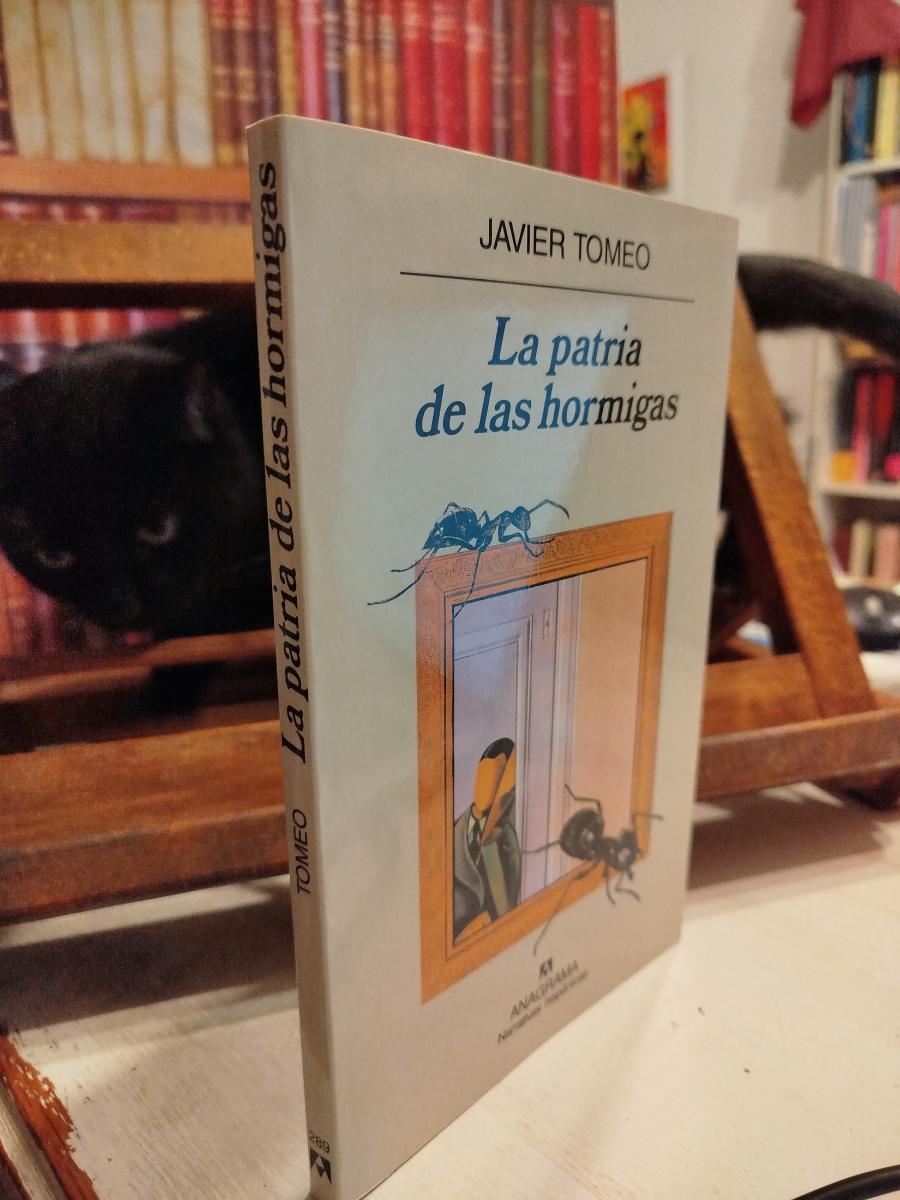 JAVIER TOMEO
La patria
de las hormigas
ANAGRAMA
Narrativas hispánicas
TOMEO La patria de las hormigas
289